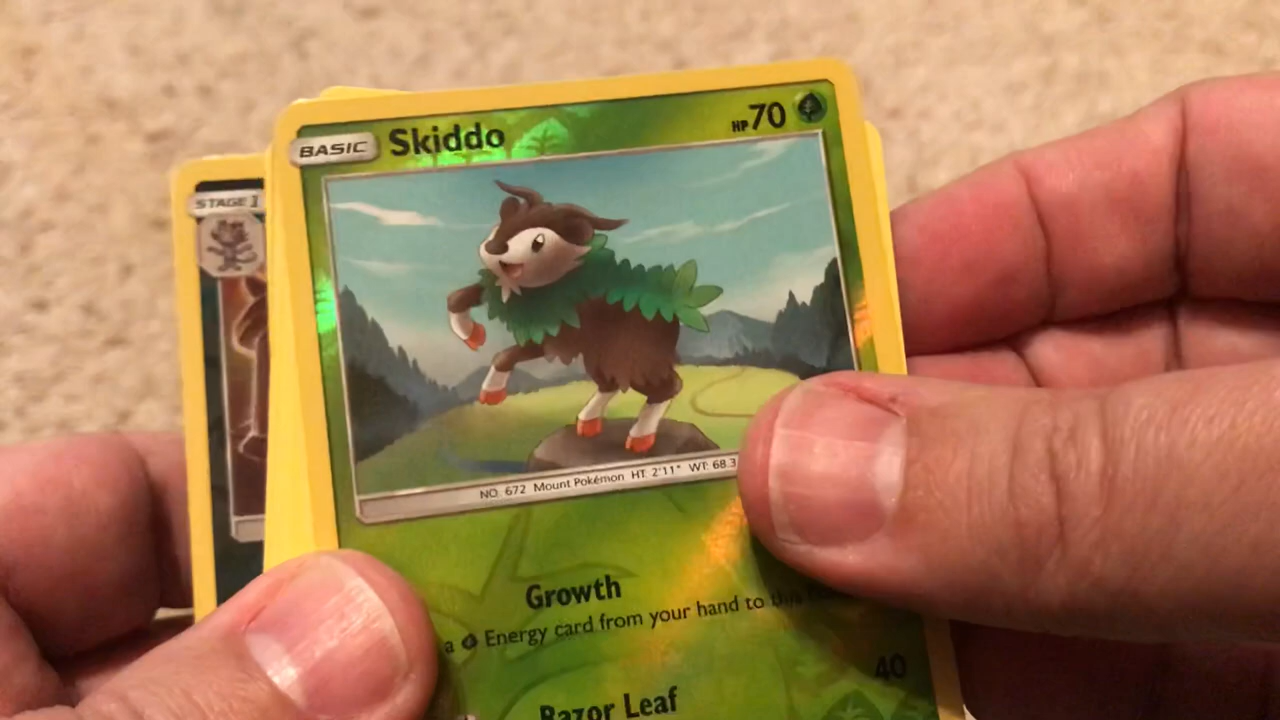 BASIC Skiddo HP70
STAGE 1
NO. 672 Mount Pokémon HT: 2'11" WT: 68.3
Growth
a Energy card from your hand to this
40
Razor Leaf